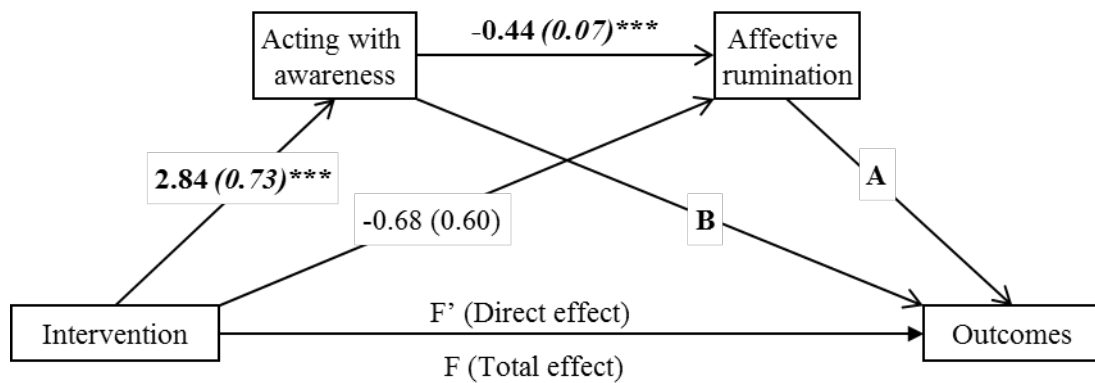 -0.44 (0.07)***
Acting with
awareness
Affective
rumination
2.84 (0.73)***
A
-0.68 (0.60)
B
F’ (Direct effect)
Intervention
Outcomes
F (Total effect)